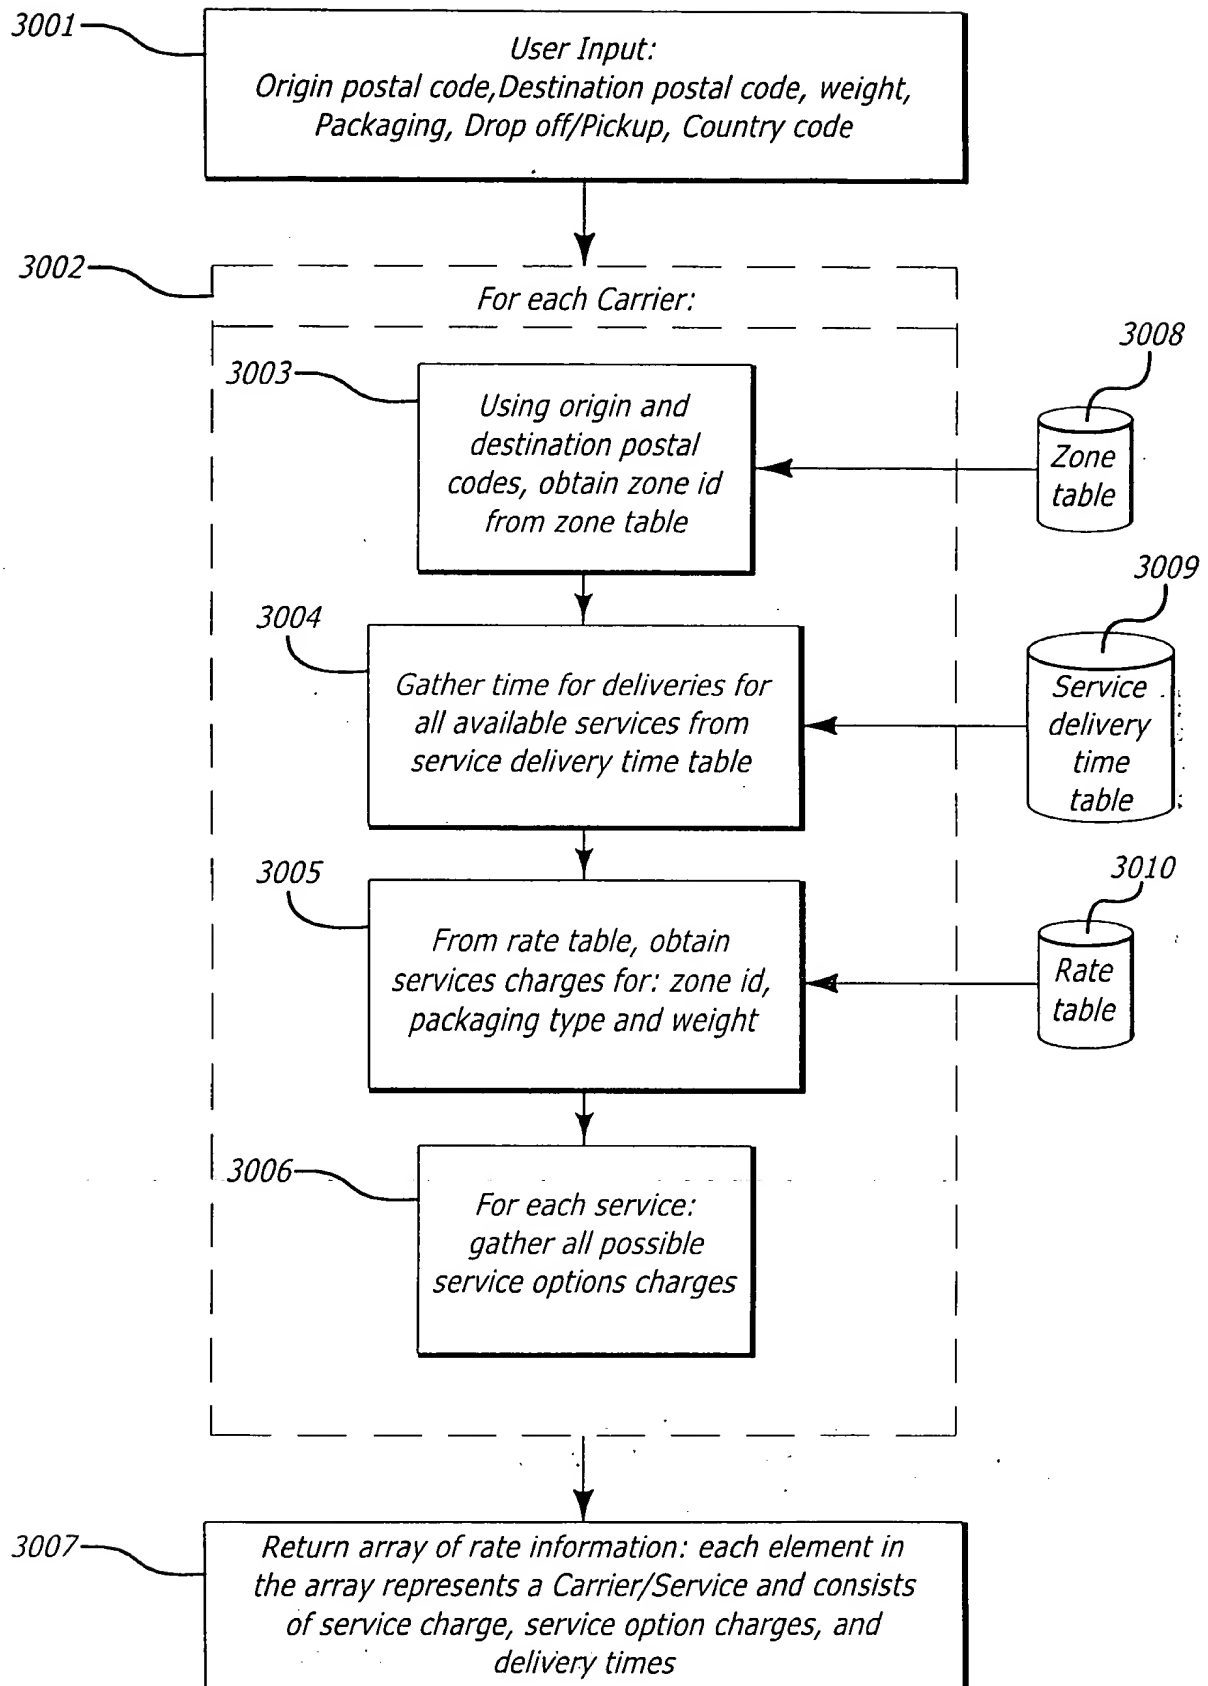 3001
User Input:
Origin postal code,Destination postal code, weight,
Packaging, Drop off/Pickup, Country code
3002
For each Carrier:
3003
Using origin and
destination postal
codes, obtain zone id
from zone table
3008
Zone
table
3004
Gather time for deliveries for
all available services from
service delivery time table
3009
Service
delivery
time
table
3005
From rate table, obtain
services charges for: zone id,
packaging type and weight
3010
Rate
table
3006
For each service:
gather all possible
service options charges
3007
Return array of rate information: each element in
the array represents a Carrier/Service and consists
of service charge, service option charges, and
delivery times